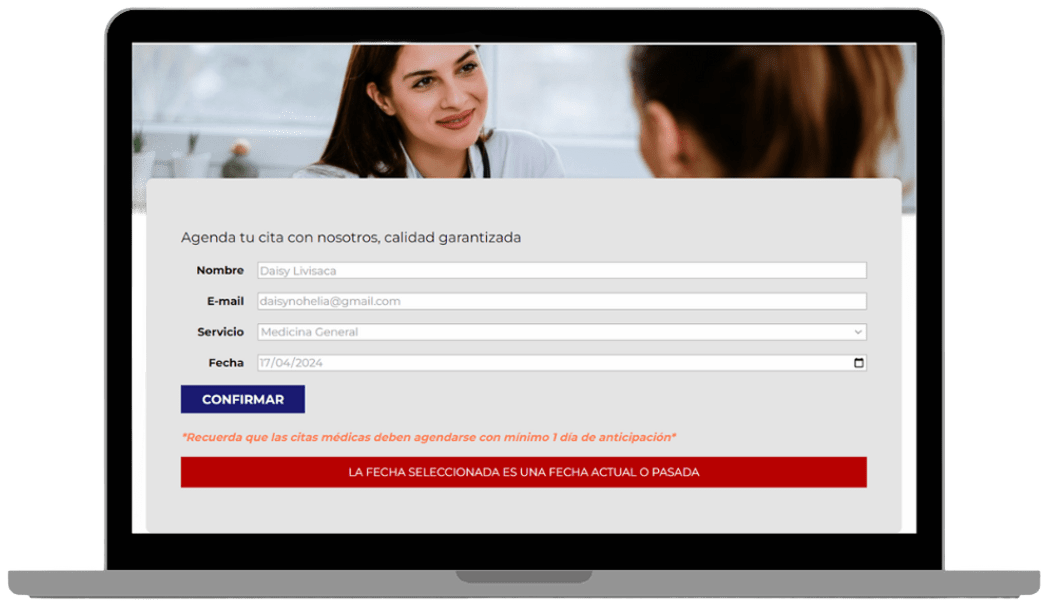 Agenda tu cita con nosotros, calidad garantizada
Nombre Daisy Livisaca
E-mail daisynohelia@gmail.com
Servicio Medicina General
Fecha 17/04/2024
CONFIRMAR
*Recuerda que las citas médicas deben agendarse con mínimo 1 día de anticipación*
LA FECHA SELECCIONADA ES UNA FECHA ACTUAL O PASADA